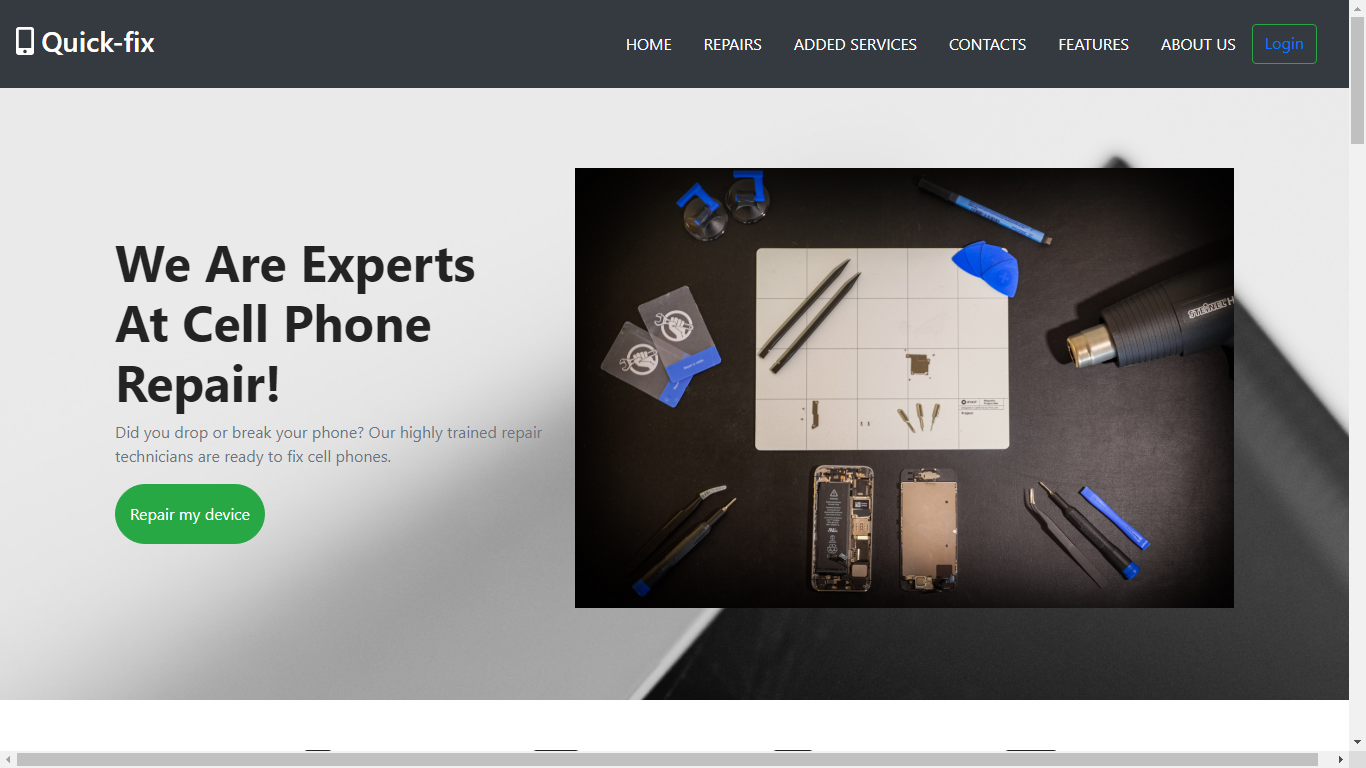 Quick-fix
HOME
REPAIRS
ADDED SERVICES
CONTACTS
FEATURES
ABOUT US
Login
We Are Experts
At Cell Phone
Repair!
Did you drop or break your phone? Our highly trained repair
technicians are ready to fix cell phones.
Repair my device
STEINEL H